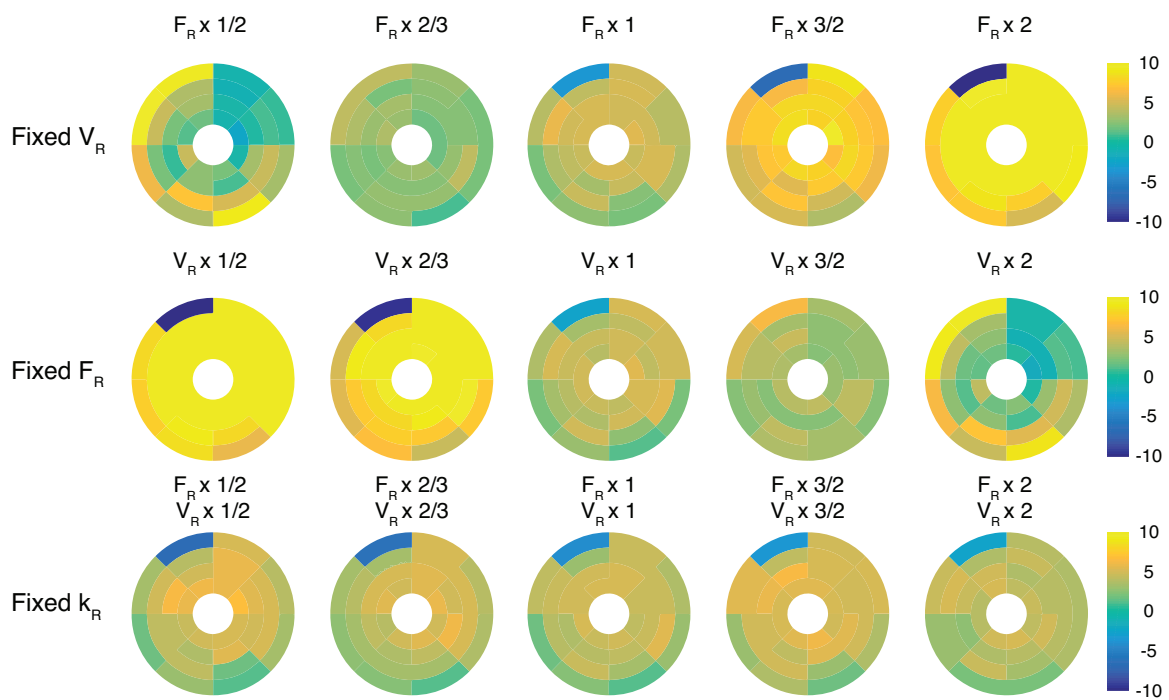 F_R x 1/2 F_R x 2/3 F_R x 1 F_R x 3/2 F_R x 2
Fixed V_R
10
5
0
-5
-10
V_R x 1/2 V_R x 2/3 V_R x 1 V_R x 3/2 V_R x 2
Fixed F_R
10
5
0
-5
-10
F_R x 1/2 F_R x 2/3 F_R x 1 F_R x 3/2 F_R x 2
V_R x 1/2 V_R x 2/3 V_R x 1 V_R x 3/2 V_R x 2
Fixed k_R
10
5
0
-5
-10